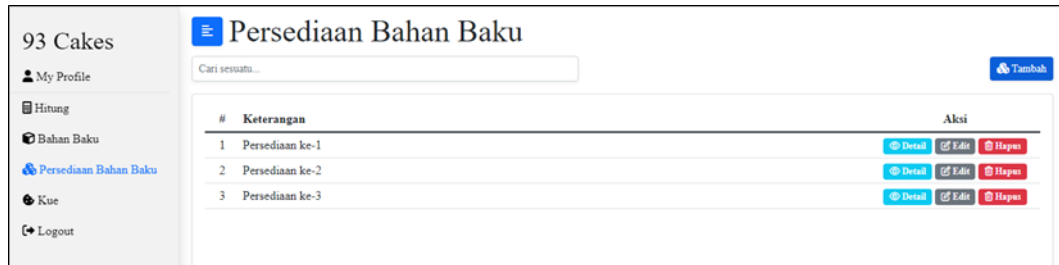 93 Cakes
My Profile
Hitung
Bahan Baku
Persediaan Bahan Baku
Kue
Logout
Persediaan Bahan Baku
Cari sesuatu...
Tambah
# Keterangan Aksi
1 Persediaan ke-1 Detail Edit Hapus
2 Persediaan ke-2 Detail Edit Hapus
3 Persediaan ke-3 Detail Edit Hapus